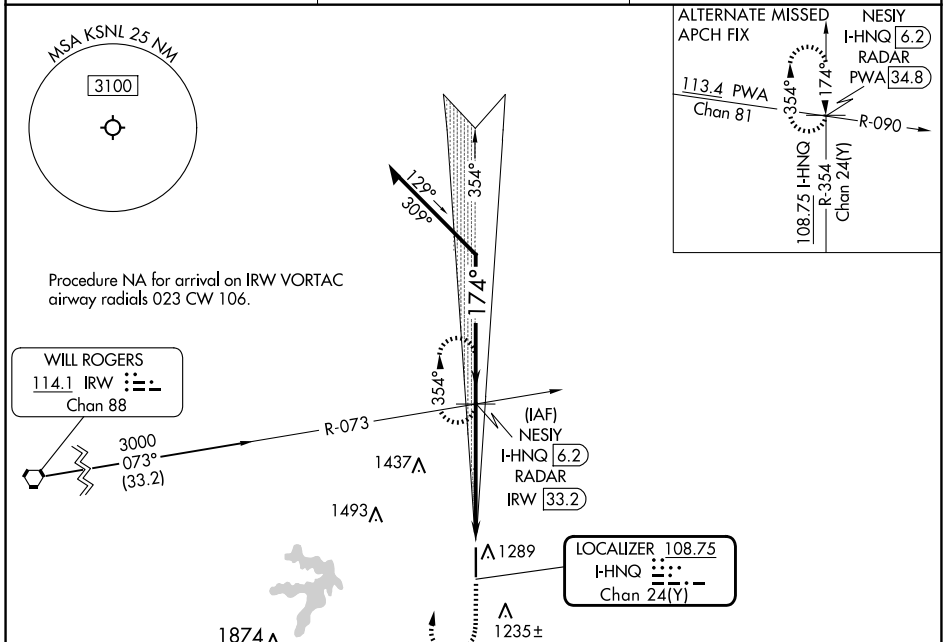 MSA KSNL 25 NM
3100
ALTERNATE MISSED
APCH FIX
NESIY
I-HNQ 6.2
RADAR
PWA 34.8
113.4 PWA
Chan 81
354°
174°
R-090
108.75 I-HNQ
R-354
Chan 24(Y)
354°
129°
309°
174°
Procedure NA for arrival on IRW VORTAC
airway radials 023 CW 106.
WILL ROGERS
114.1 IRW
Chan 88
354°
R-073
3000
073°
(33.2)
(IAF)
NESIY
I-HNQ 6.2
RADAR
IRW 33.2
1437
1493
1289
LOCALIZER 108.75
I-HNQ
Chan 24(Y)
1235±
1874